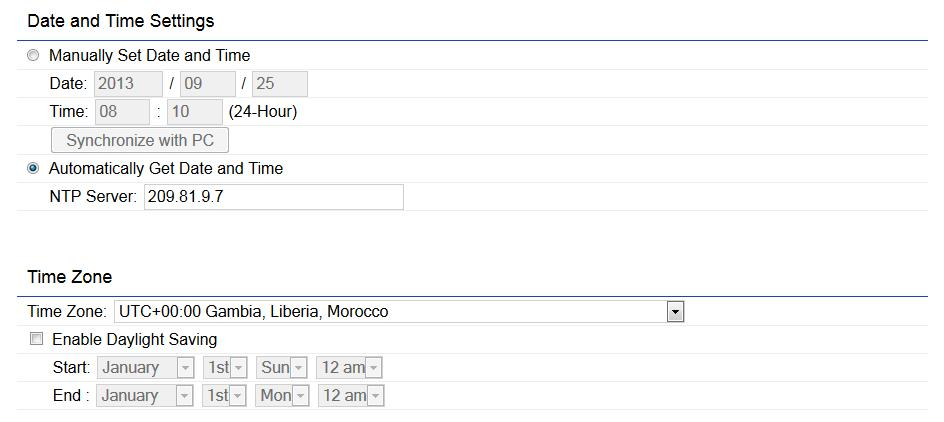 Date and Time Settings
Manually Set Date and Time
Date: 2013 / 09 / 25
Time: 08 : 10 (24-Hour)
Synchronize with PC
Automatically Get Date and Time
NTP Server: 209.81.9.7
Time Zone
Time Zone: UTC+00:00 Gambia, Liberia, Morocco
Enable Daylight Saving
Start: January 1st Sun 12 am
End : January 1st Mon 12 am